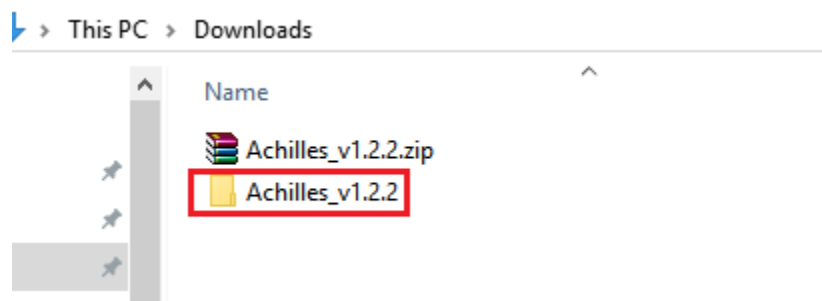 This PC > Downloads
Name
Achilles_v1.2.2.zip
Achilles_v1.2.2